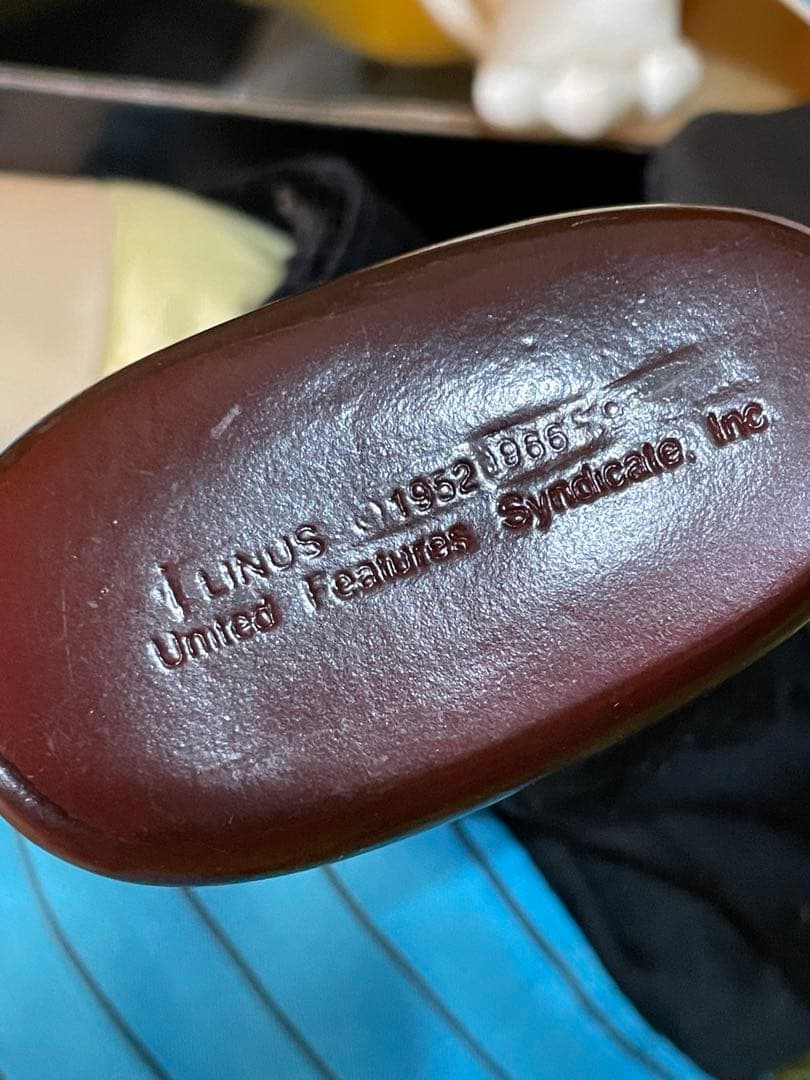 LINUS © 1952 1966
United Features Syndicate, Inc